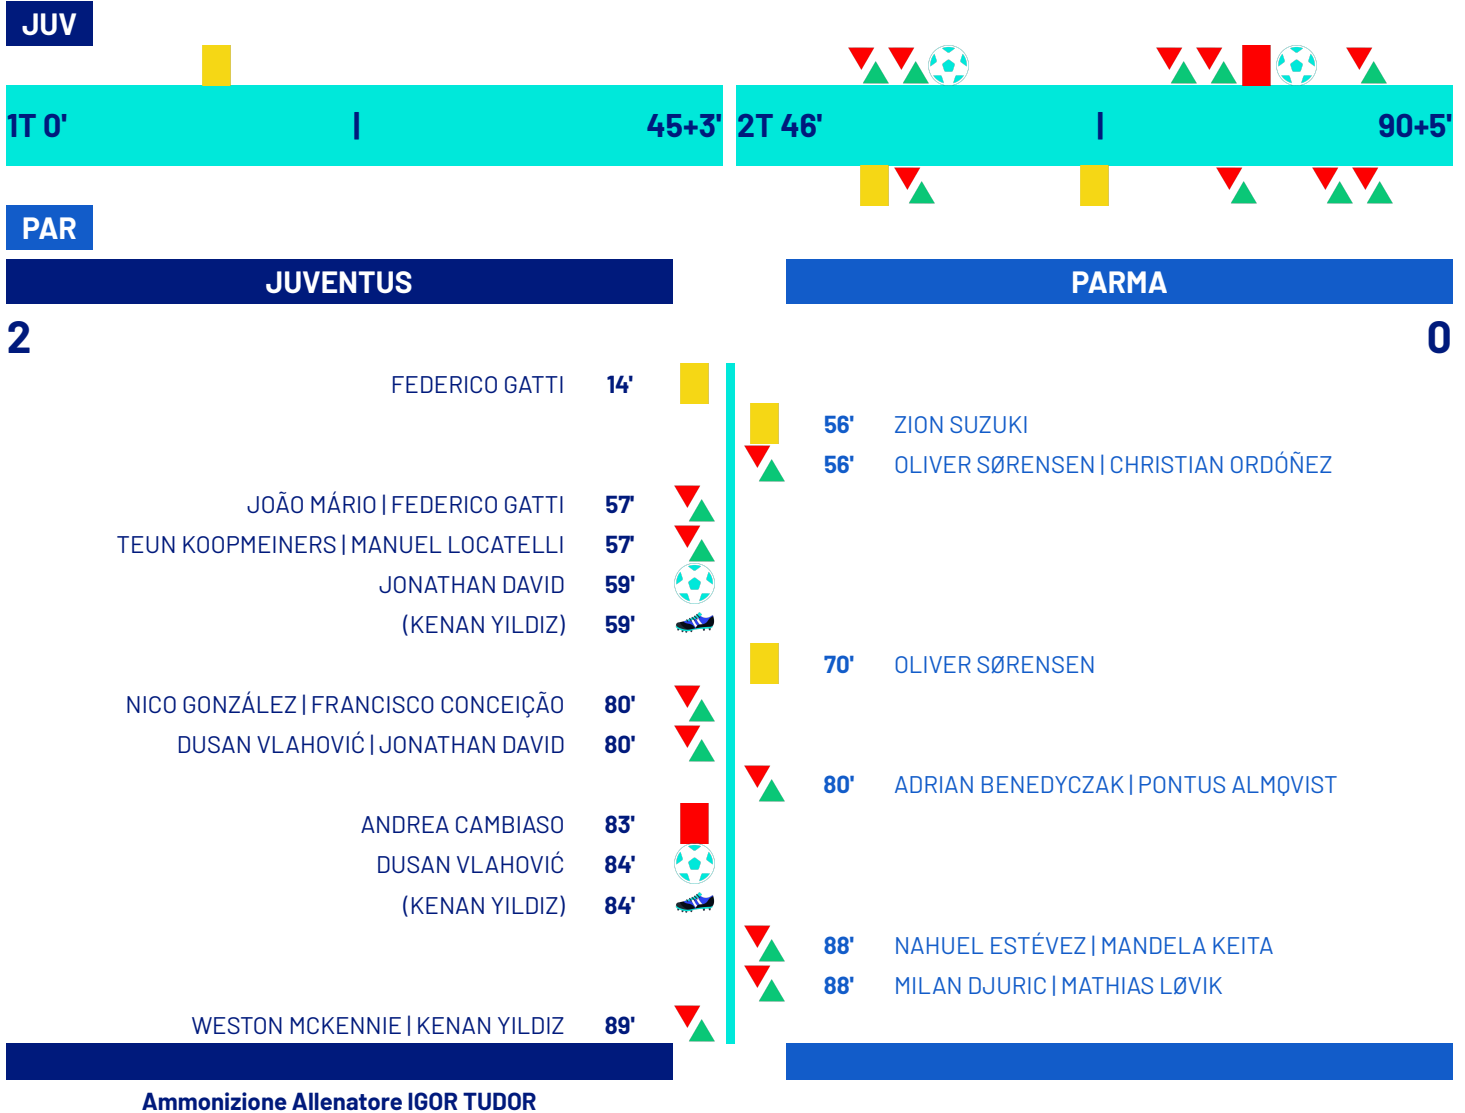 JUV
1T 0' | 45+3' 2T 46' | 90+5'
PAR
JUVENTUS PARMA
2 0
FEDERICO GATTI 14'
56' ZION SUZUKI
56' OLIVER SØRENSEN | CHRISTIAN ORDÓÑEZ
JOÃO MÁRIO | FEDERICO GATTI 57'
TEUN KOOPMEINERS | MANUEL LOCATELLI 57'
JONATHAN DAVID 59'
(KENAN YILDIZ) 59'
70' OLIVER SØRENSEN
NICO GONZÁLEZ | FRANCISCO CONCEIÇÃO 80'
DUSAN VLAHOVIĆ | JONATHAN DAVID 80'
80' ADRIAN BENEDYCZAK | PONTUS ALMQVIST
ANDREA CAMBIASO 83'
DUSAN VLAHOVIĆ 84'
(KENAN YILDIZ) 84'
88' NAHUEL ESTÉVEZ | MANDELA KEITA
88' MILAN DJURIC | MATHIAS LØVIK
WESTON MCKENNIE | KENAN YILDIZ 89'
Ammonizione Allenatore IGOR TUDOR